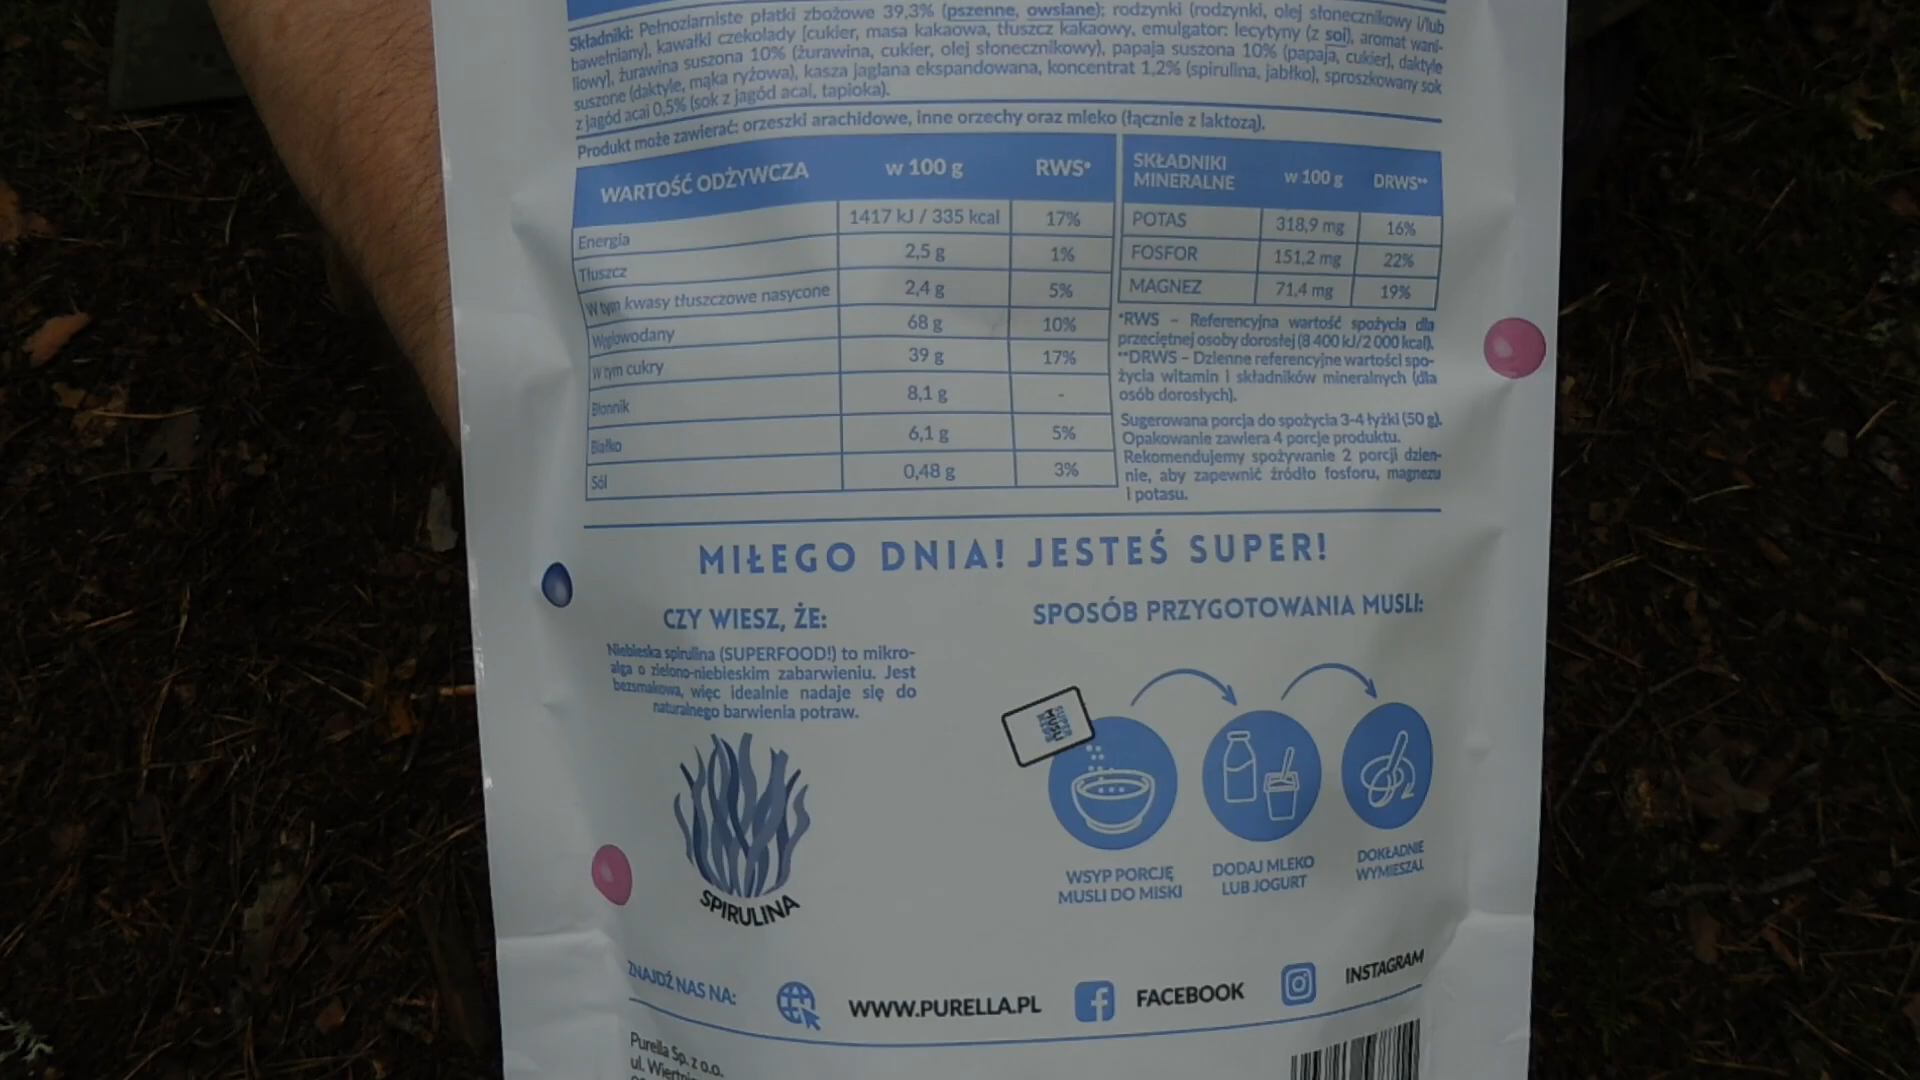 Składniki: Pełnoziarniste płatki zbożowe 39,3% (pszenne, owsiane); rodzynki (rodzynki, olej słonecznikowy i/lub
bawełniany), kawałki czekolady [cukier, masa kakaowa, tłuszcz kakaowy, emulgator: lecytyny (z soi), aromat wani-
liowy], żurawina suszona 10% (żurawina, cukier, olej słonecznikowy), papaja suszona 10% (papaja, cukier), daktyle
suszone (daktyle, mąka ryżowa), kasza jaglana ekspandowana, koncentrat 1,2% (spirulina, jabłko), sproszkowany sok
z jagód acai 0,5% (sok z jagód acai, tapioka).
Produkt może zawierać: orzeszki arachidowe, inne orzechy oraz mleko (łącznie z laktozą).
WARTOŚĆ ODŻYWCZA w 100 g RWS*
Energia 1417 kJ / 335 kcal 17%
Tłuszcz 2,5 g 1%
W tym kwasy tłuszczowe nasycone 2,4 g 5%
Węglowodany 68 g 10%
W tym cukry 39 g 17%
Błonnik 8,1 g -
Białko 6,1 g 5%
Sól 0,48 g 3%
SKŁADNIKI
MINERALNE w 100 g DRWS**
POTAS 318,9 mg 16%
FOSFOR 151,2 mg 22%
MAGNEZ 71,4 mg 19%
*RWS – Referencyjna wartość spożycia dla
przeciętnej osoby dorosłej (8 400 kJ/2 000 kcal).
**DRWS – Dzienne referencyjne wartości spo-
życia witamin i składników mineralnych (dla
osób dorosłych).
Sugerowana porcja do spożycia 3-4 łyżki (50 g).
Opakowanie zawiera 4 porcje produktu.
Rekomendujemy spożywanie 2 porcji dzien-
nie, aby zapewnić źródło fosforu, magnezu
i potasu.
MIŁEGO DNIA! JESTEŚ SUPER!
CZY WIESZ, ŻE:
Niebieska spirulina (SUPERFOOD!) to mikro-
alga o zielono-niebieskim zabarwieniu. Jest
bezsmakowa, więc idealnie nadaje się do
naturalnego barwienia potraw.
SPIRULINA
SPOSÓB PRZYGOTOWANIA MUSLI:
SUPER
MUSLI
WSYP PORCJĘ
MUSLI DO MISKI
DODAJ MLEKO
LUB JOGURT
DOKŁADNIE
WYMIESZAJ
ZNAJDŹ NAS NA: WWW.PURELLA.PL FACEBOOK INSTAGRAM
Purella Sp. z o.o.